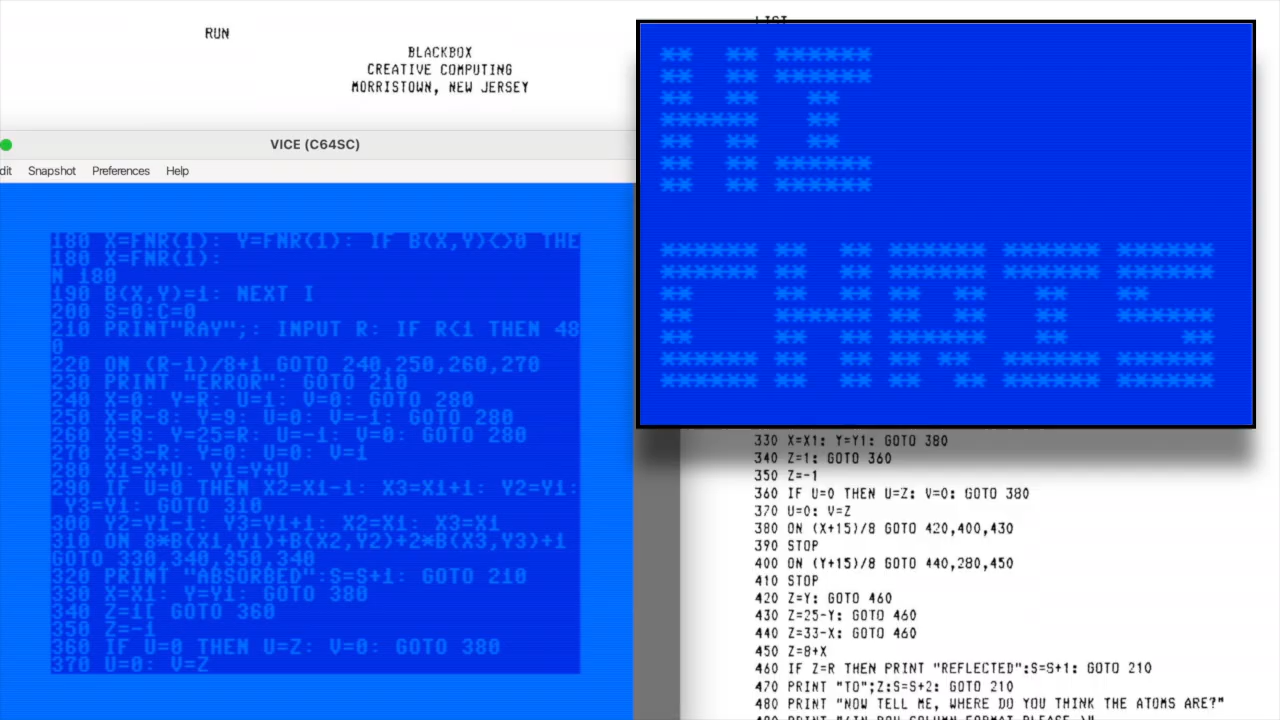 RUN
BLACKBOX
CREATIVE COMPUTING
MORRISTOWN, NEW JERSEY
VICE (C64SC)
dit Snapshot Preferences Help
180 X=FNR(1): Y=FNR(1): IF B(X,Y)<>0 THE
180 X=FNR(1):
N 180
190 B(X,Y)=1: NEXT I
200 S=0:C=0
210 PRINT"RAY";: INPUT R: IF R<1 THEN 48
0
220 ON (R-1)/8+1 GOTO 240,250,260,270
230 PRINT "ERROR": GOTO 210
240 X=0: Y=R: U=1: V=0: GOTO 280
250 X=R-8: Y=9: U=0: V=-1: GOTO 280
260 X=9: Y=25=R: U=-1: V=0: GOTO 280
270 X=3-R: Y=0: U=0: V=1
280 X1=X+U: Y1=Y+U
290 IF U=0 THEN X2=X1-1: X3=X1+1: Y2=Y1:
Y3=Y1: GOTO 310
300 Y2=Y1-1: Y3=Y1+1: X2=X1: X3=X1
310 ON 8*B(X1,Y1)+B(X2,Y2)+2*B(X3,Y3)+1
GOTO 330,340,350,340
320 PRINT "ABSORBED":S=S+1: GOTO 210
330 X=X1: Y=Y1: GOTO 380
340 Z=1[ GOTO 360
350 Z=-1
360 IF U=0 THEN U=Z: V=0: GOTO 380
370 U=0: V=Z
LIST
HI
CHRIS
330 X=X1: Y=Y1: GOTO 380
340 Z=1: GOTO 360
350 Z=-1
360 IF U=0 THEN U=Z: V=0: GOTO 380
370 U=0: V=Z
380 ON (X+15)/8 GOTO 420,400,430
390 STOP
400 ON (Y+15)/8 GOTO 440,280,450
410 STOP
420 Z=Y: GOTO 460
430 Z=25-Y: GOTO 460
440 Z=33-X: GOTO 460
450 Z=8+X
460 IF Z=R THEN PRINT "REFLECTED":S=S+1: GOTO 210
470 PRINT "TO";Z:S=S+2: GOTO 210
480 PRINT "NOW TELL ME, WHERE DO YOU THINK THE ATOMS ARE?"